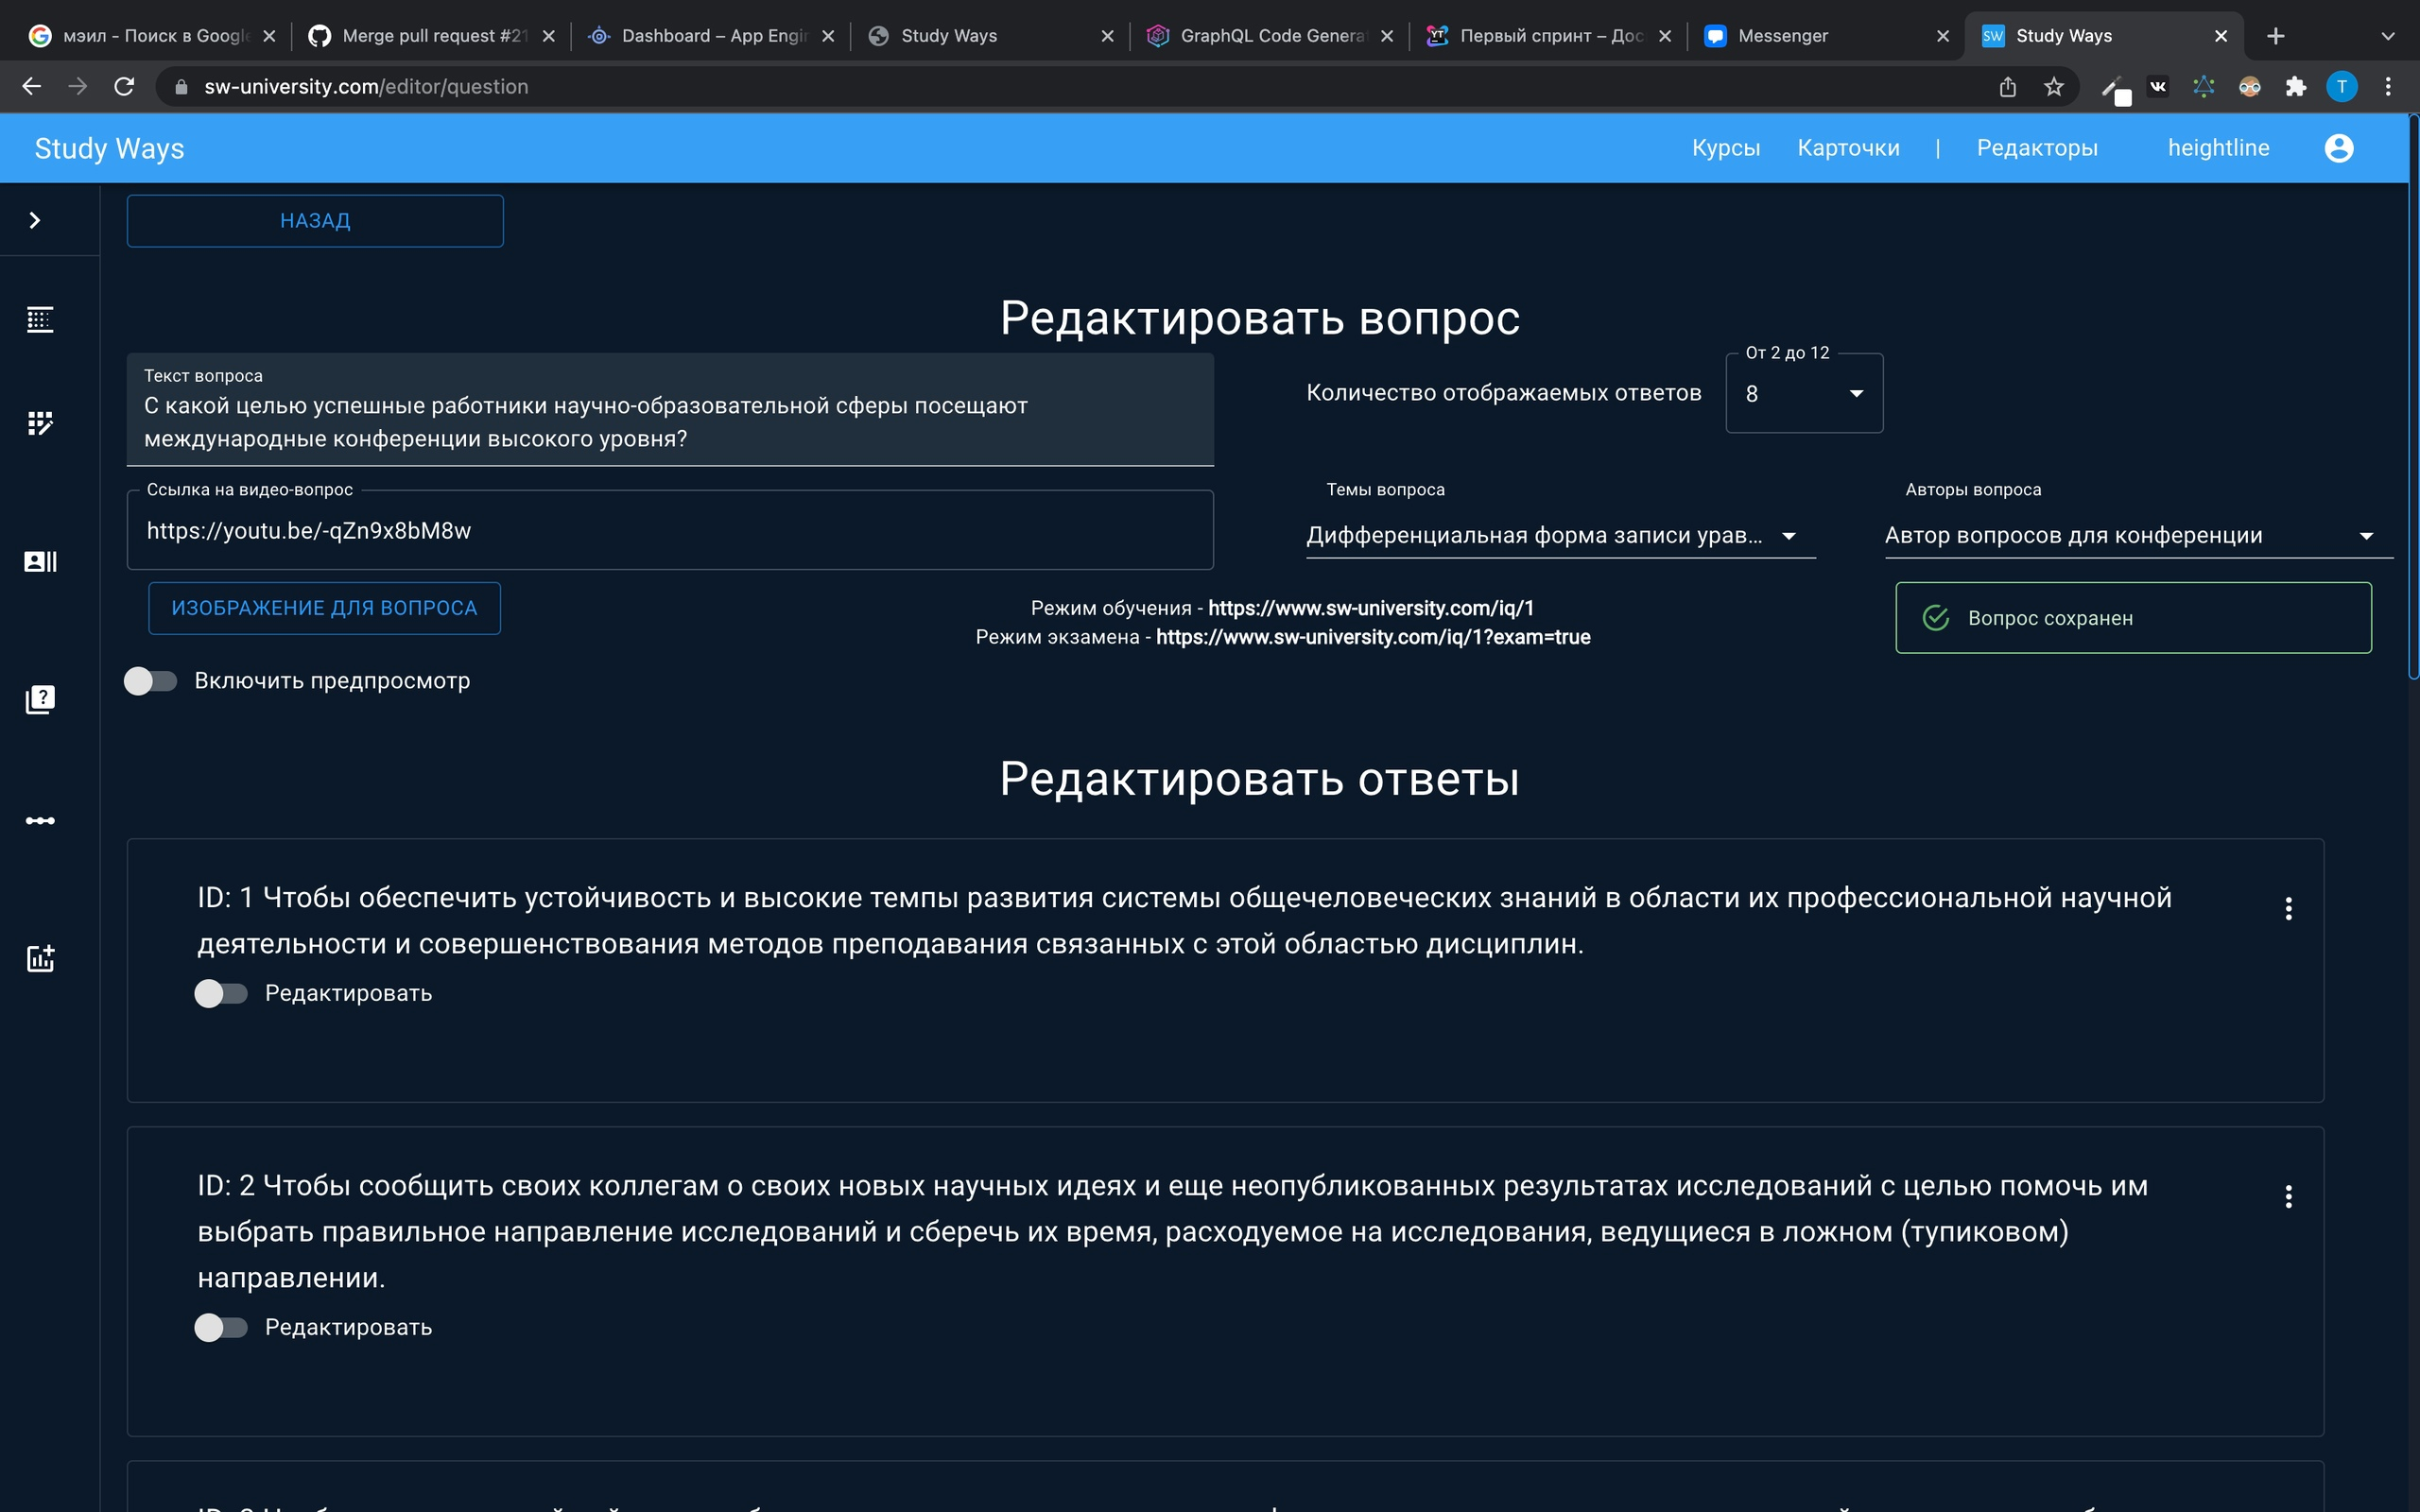 мэил - Поиск в Google
Merge pull request #21
Dashboard – App Engin
Study Ways
GraphQL Code Generat
Первый спринт – Дос
Messenger
SW Study Ways
sw-university.com/editor/question
T
Study Ways
Курсы
Карточки
|
Редакторы
heightline
НАЗАД
Редактировать вопрос
Текст вопроса
С какой целью успешные работники научно-образовательной сферы посещают
международные конференции высокого уровня?
Количество отображаемых ответов
От 2 до 12
8
Ссылка на видео-вопрос
https://youtu.be/-qZn9x8bM8w
Темы вопроса
Дифференциальная форма записи урав...
Авторы вопроса
Автор вопросов для конференции
ИЗОБРАЖЕНИЕ ДЛЯ ВОПРОСА
Режим обучения - https://www.sw-university.com/iq/1
Режим экзамена - https://www.sw-university.com/iq/1?exam=true
Вопрос сохранен
Включить предпросмотр
Редактировать ответы
ID: 1 Чтобы обеспечить устойчивость и высокие темпы развития системы общечеловеческих знаний в области их профессиональной научной
деятельности и совершенствования методов преподавания связанных с этой областью дисциплин.
Редактировать
ID: 2 Чтобы сообщить своих коллегам о своих новых научных идеях и еще неопубликованных результатах исследований с целью помочь им
выбрать правильное направление исследований и сберечь их время, расходуемое на исследования, ведущиеся в ложном (тупиковом)
направлении.
Редактировать